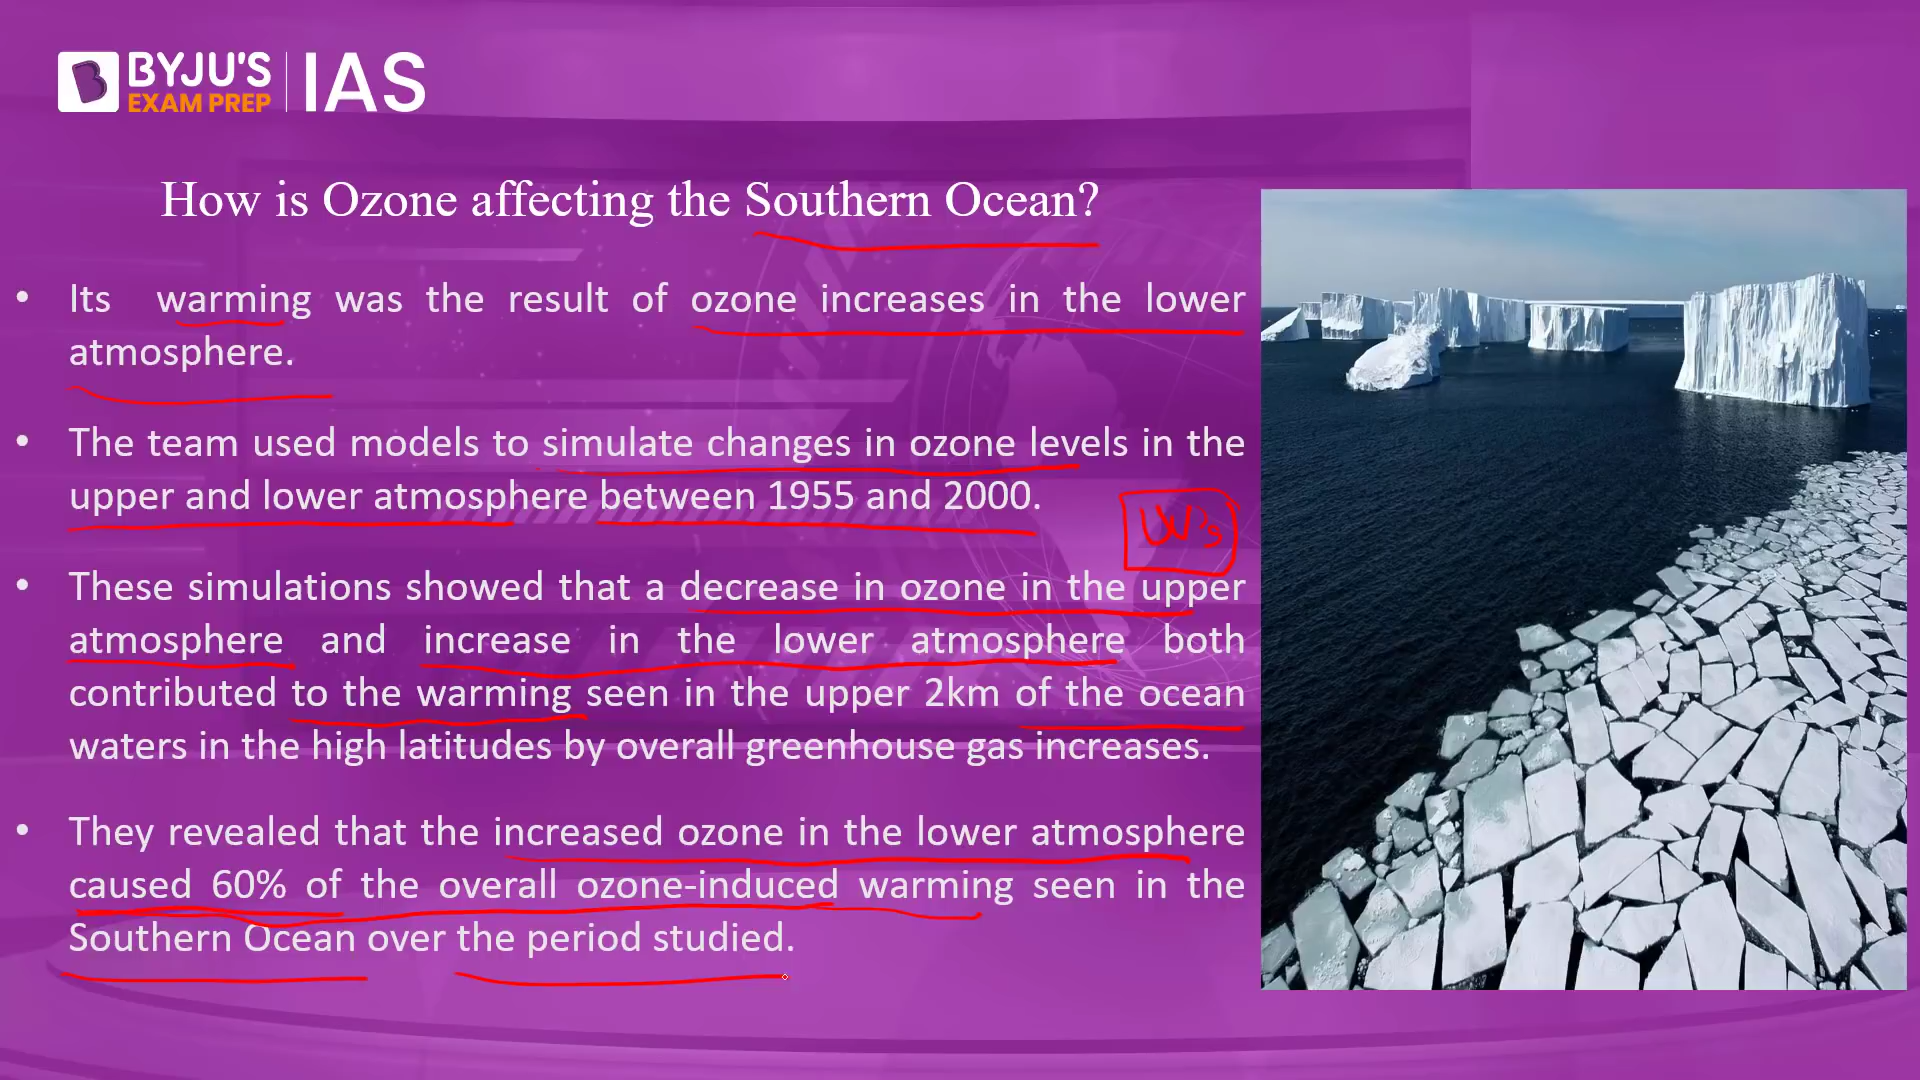 BYJU'S
EXAM PREP
IAS
How is Ozone affecting the Southern Ocean?
• Its warming was the result of ozone increases in the lower
atmosphere.
• The team used models to simulate changes in ozone levels in the
upper and lower atmosphere between 1955 and 2000.
UV's
• These simulations showed that a decrease in ozone in the upper
atmosphere and increase in the lower atmosphere both
contributed to the warming seen in the upper 2km of the ocean
waters in the high latitudes by overall greenhouse gas increases.
• They revealed that the increased ozone in the lower atmosphere
caused 60% of the overall ozone-induced warming seen in the
Southern Ocean over the period studied.